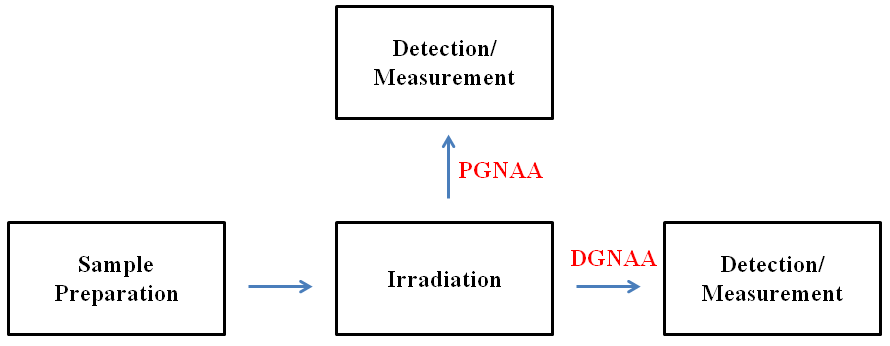 Detection/
Measurement
PGNAA
Sample
Preparation
Irradiation
DGNAA
Detection/
Measurement